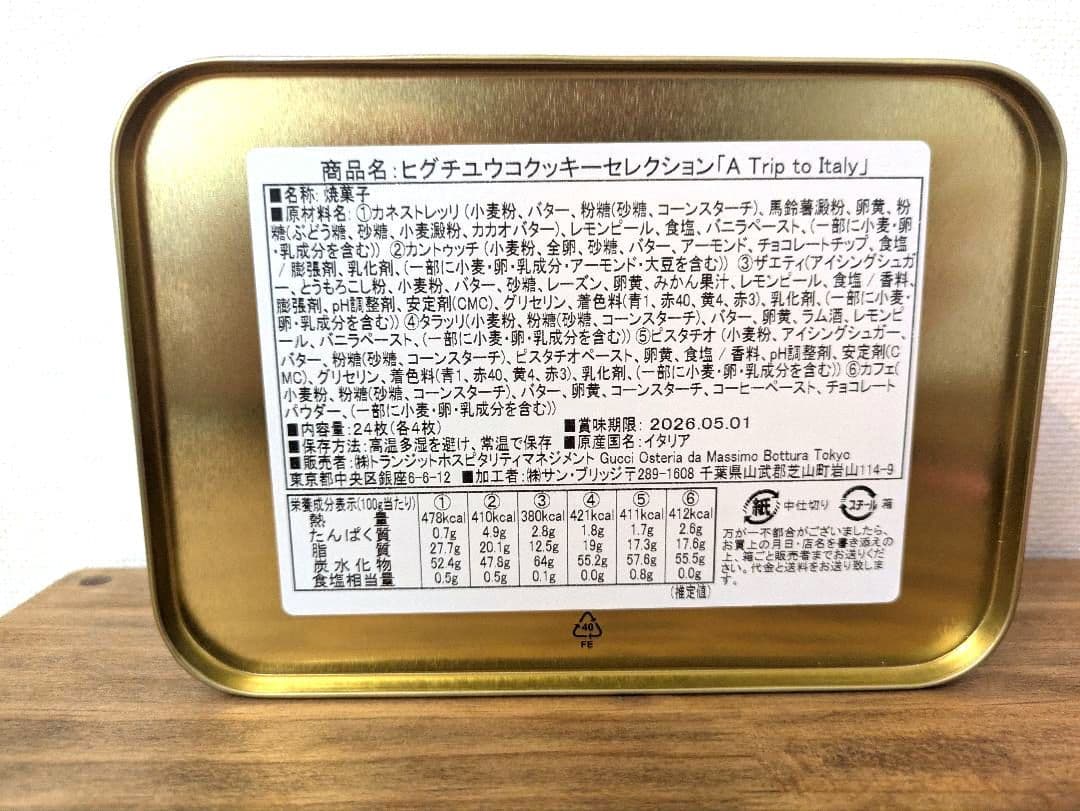 商品名:ヒグチユウコクッキーセレクション「A Trip to Italy」
■名称: 焼菓子
■原材料名: ①カネストレッリ (小麦粉、バター、粉糖(砂糖、コーンスターチ)、馬鈴薯澱粉、卵黄、粉
糖(ぶどう糖、砂糖、小麦澱粉、カカオバター)、レモンピール、食塩、バニラペースト、(一部に小麦・卵
・乳成分を含む)) ②カントゥッチ (小麦粉、全卵、砂糖、バター、アーモンド、チョコレートチップ、食塩
/ 膨張剤、乳化剤、(一部に小麦・卵・乳成分・アーモンド・大豆を含む)) ③ザエティ(アイシングシュガ
ー、とうもろこし粉、小麦粉、バター、砂糖、レーズン、卵黄、みかん果汁、レモンピール、食塩 / 香料、
膨張剤、pH調整剤、安定剤(CMC)、グリセリン、着色料(青1、赤40、黄4、赤3)、乳化剤、(一部に小麦・
卵・乳成分を含む)) ④タラッリ(小麦粉、粉糖(砂糖、コーンスターチ)、バター、卵黄、ラム酒、レモンピ
ール、バニラペースト、(一部に小麦・卵・乳成分を含む)) ⑤ピスタチオ (小麦粉、アイシングシュガー、
バター、粉糖(砂糖、コーンスターチ)、ピスタチオペースト、卵黄、食塩 / 香料、pH調整剤、安定剤(C
MC)、グリセリン、着色料(青1、赤40、黄4、赤3)、乳化剤、(一部に小麦・卵・乳成分を含む)) ⑥カフェ(
小麦粉、粉糖(砂糖、コーンスターチ)、バター、卵黄、コーンスターチ、コーヒーペースト、チョコレート
パウダー、(一部に小麦・卵・乳成分を含む))
■内容量:24枚(各4枚) ■賞味期限: 2026.05.01
■保存方法:高温多湿を避け、常温で保存 ■原産国名:イタリア
■販売者:㈱トランジットホスピタリティマネジメント Gucci Osteria da Massimo Bottura Tokyo
東京都中央区銀座6-6-12 ■加工者:㈱サン・ブリッジ〒289-1608 千葉県山武郡芝山町岩山114-9
栄養成分表示(100g当たり) ① ② ③ ④ ⑤ ⑥
熱量 478kcal 410kcal 380kcal 421kcal 411kcal 412kcal
たんぱく質 0.7g 4.9g 2.8g 1.8g 1.7g 2.6g
脂質 27.7g 20.1g 12.5g 19g 17.3g 17.6g
炭水化物 52.4g 47.8g 64g 55.2g 57.6g 55.5g
食塩相当量 0.5g 0.5g 0.1g 0.0g 0.8g 0.0g
(推定値)
紙 中仕切り スチール 箱
万が一不都合がございましたら、
お買上の月日・店名を書き添えの
上、箱ごと販売者までお送りくだ
さい。代金と送料をお送り致しま
す。
40
FE